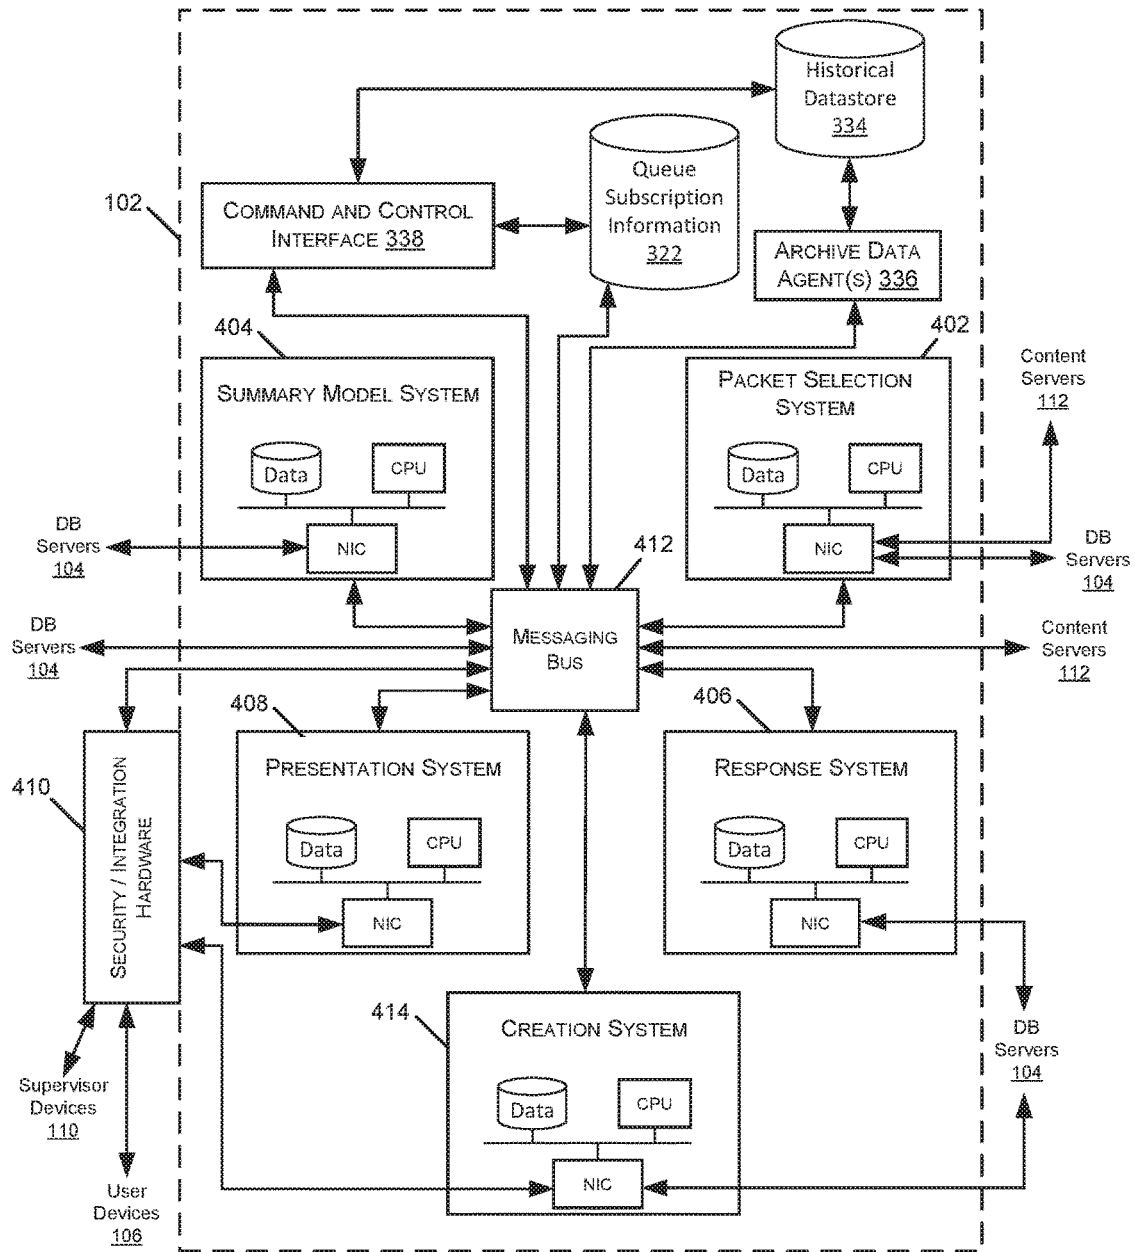 Historical
Datastore
334
Queue
Subscription
Information
322
102
COMMAND AND CONTROL
INTERFACE 338
ARCHIVE DATA
AGENT(S) 336
404
SUMMARY MODEL SYSTEM
Data
CPU
NIC
402
PACKET SELECTION
SYSTEM
Data
CPU
NIC
Content
Servers
112
DB
Servers
104
DB
Servers
104
412
MESSAGING
BUS
DB
Servers
104
Content
Servers
112
408
PRESENTATION SYSTEM
Data
CPU
NIC
406
RESPONSE SYSTEM
Data
CPU
NIC
410
SECURITY / INTEGRATION
HARDWARE
414
CREATION SYSTEM
Data
CPU
NIC
DB
Servers
104
Supervisor
Devices
110
User
Devices
106